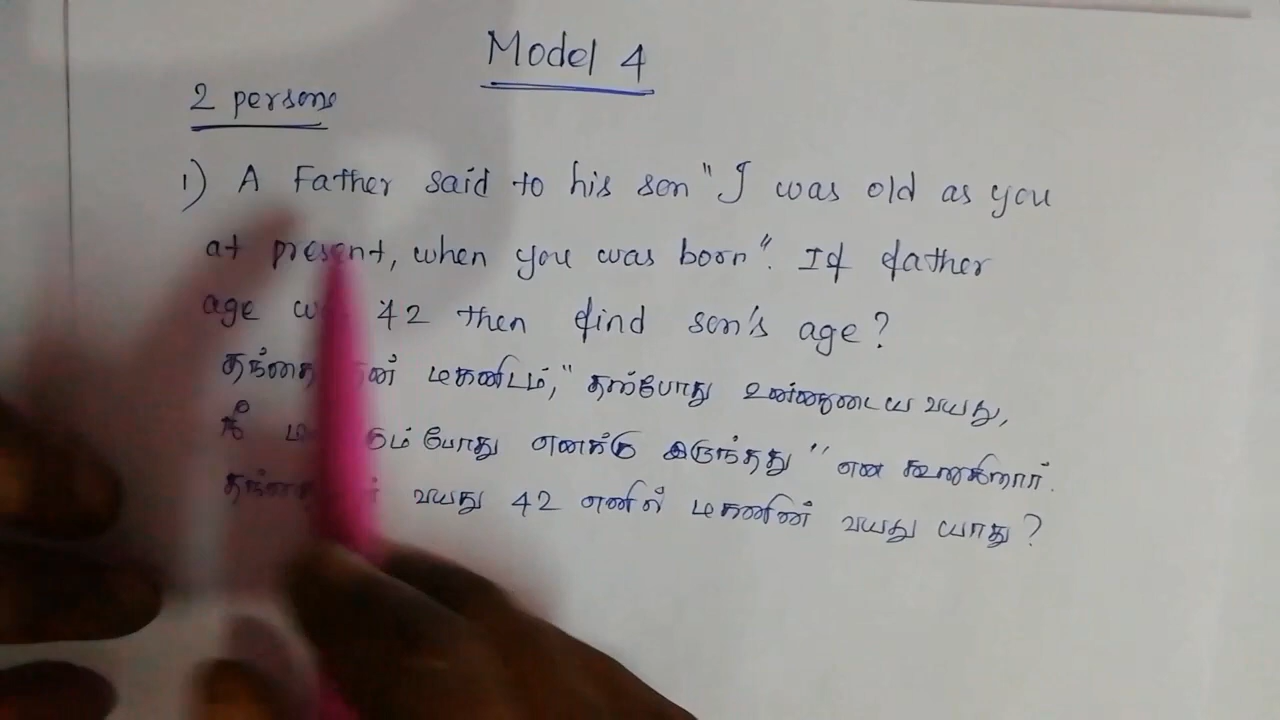 Model 4
2 persons
1) A Father said to his son "I was old as you
at present, when you was born". If father
age 42 then find son's age?
மகனிடம்," தற்போது உன்னுடைய வயது,
நீ போது எனக்கு இருந்தது" என கூறுகிறார்.
வயது 42 எனில் மகனின் வயது யாது?